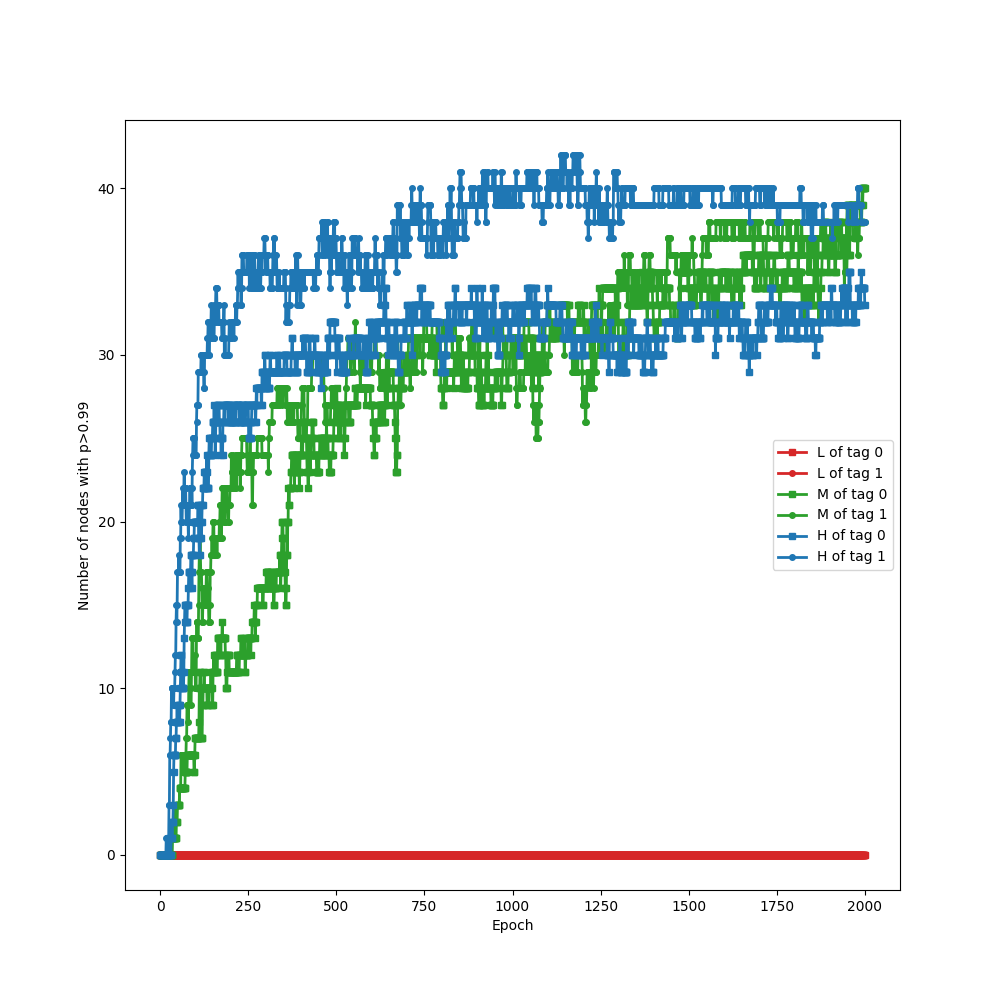 40
30
20
10
0
Number of nodes with p>0.99
L of tag 0
L of tag 1
M of tag 0
M of tag 1
H of tag 0
H of tag 1
0 250 500 750 1000 1250 1500 1750 2000
Epoch